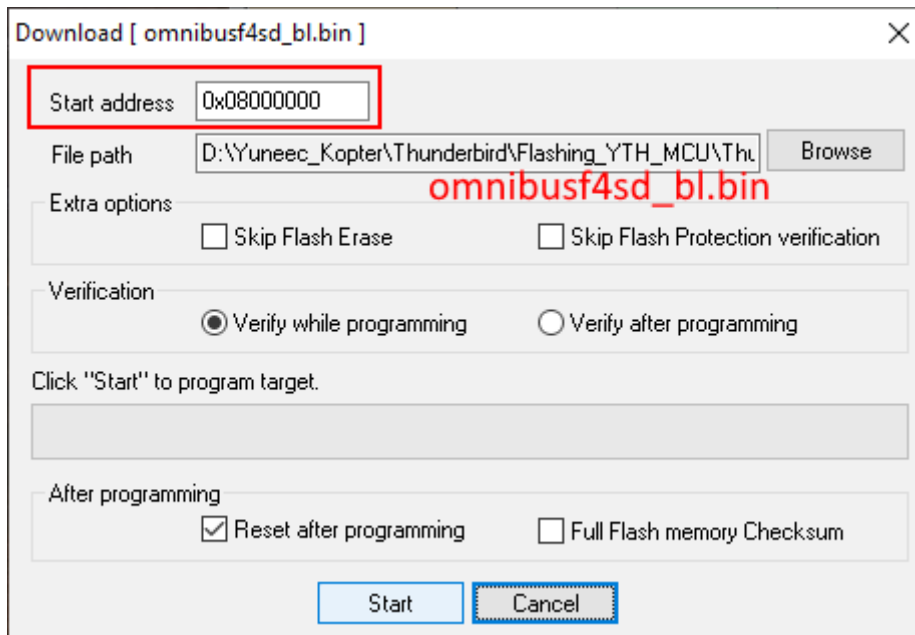 Download [ omnibusf4sd_bl.bin ]
Start address 0x08000000
File path D:\Yuneec_Kopter\Thunderbird\Flashing_YTH_MCU\Thu Browse
omnibusf4sd_bl.bin
Extra options
Skip Flash Erase Skip Flash Protection verification
Verification
Verify while programming Verify after programming
Click "Start" to program target.
After programming
Reset after programming Full Flash memory Checksum
Start Cancel